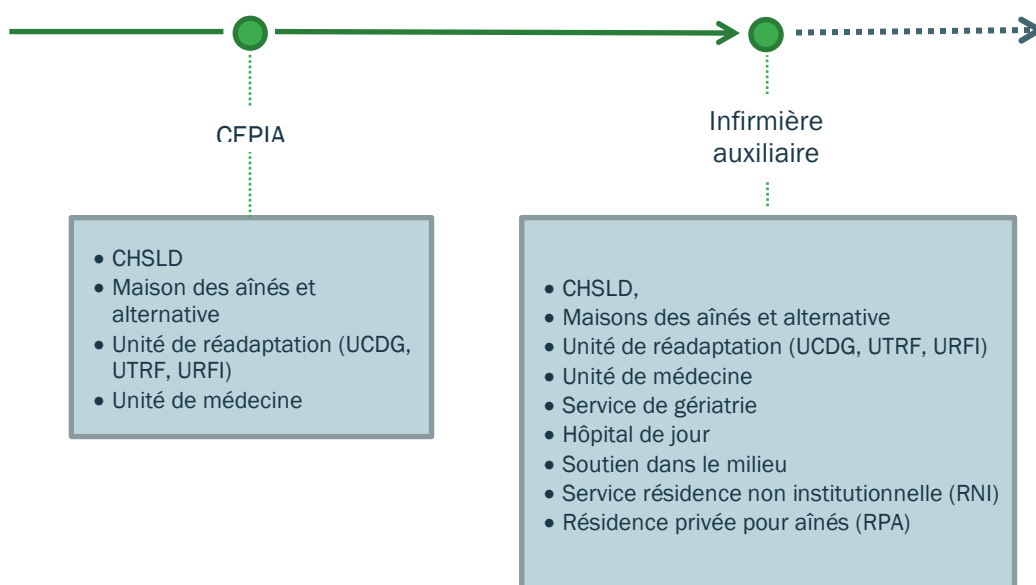 CEPIA
Infirmière
auxiliaire
• CHSLD
• Maison des aînés et
alternative
• Unité de réadaptation (UCDG,
UTRF, URFI)
• Unité de médecine
• CHSLD,
• Maisons des aînés et alternative
• Unité de réadaptation (UCDG, UTRF, URFI)
• Unité de médecine
• Service de gériatrie
• Hôpital de jour
• Soutien dans le milieu
• Service résidence non institutionnelle (RNI)
• Résidence privée pour aînés (RPA)